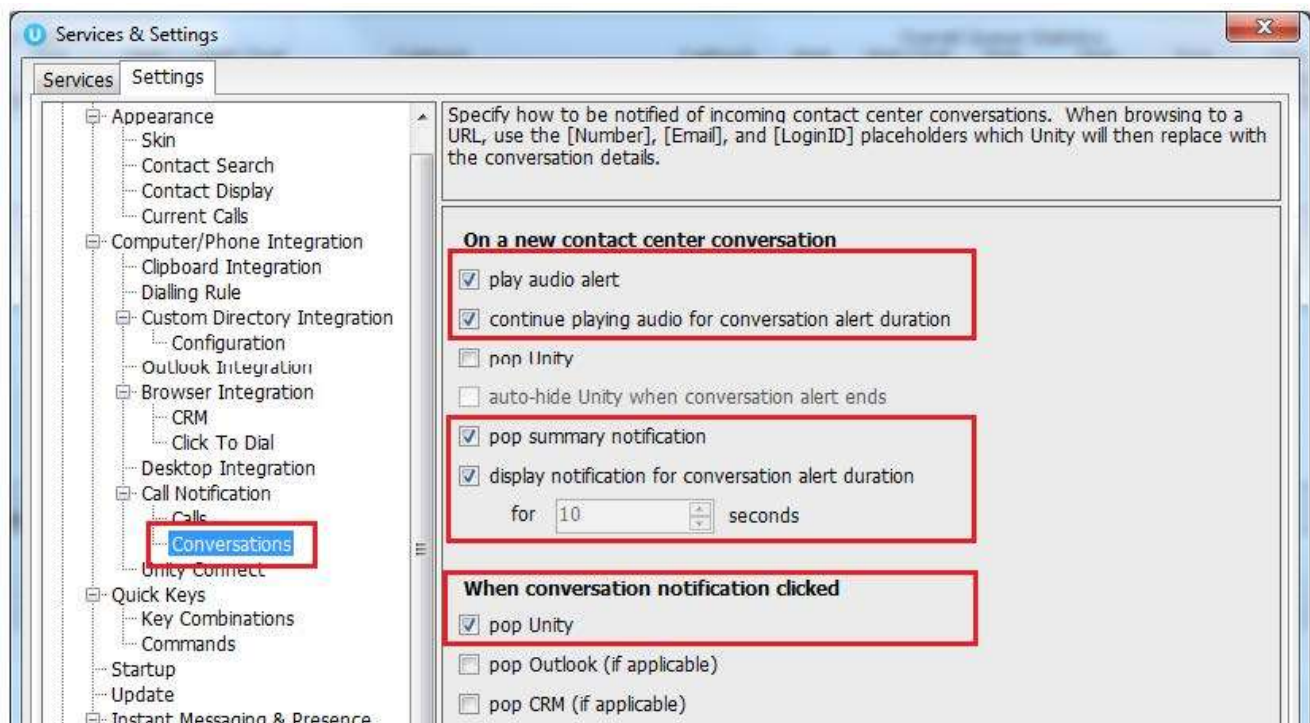 Services & Settings
Services
Settings
Appearance
Skin
Contact Search
Contact Display
Current Calls
Computer/Phone Integration
Clipboard Integration
Dialling Rule
Custom Directory Integration
Configuration
Outlook Integration
Browser Integration
CRM
Click To Dial
Desktop Integration
Call Notification
Calls
Conversations
Unity Connect
Quick Keys
Key Combinations
Commands
Startup
Update
Instant Messaging & Presence
Specify how to be notified of incoming contact center conversations. When browsing to a
URL, use the [Number], [Email], and [LoginID] placeholders which Unity will then replace with
the conversation details.
On a new contact center conversation
play audio alert
continue playing audio for conversation alert duration
pop Unity
auto-hide Unity when conversation alert ends
pop summary notification
display notification for conversation alert duration
for 10 seconds
When conversation notification clicked
pop Unity
pop Outlook (if applicable)
pop CRM (if applicable)